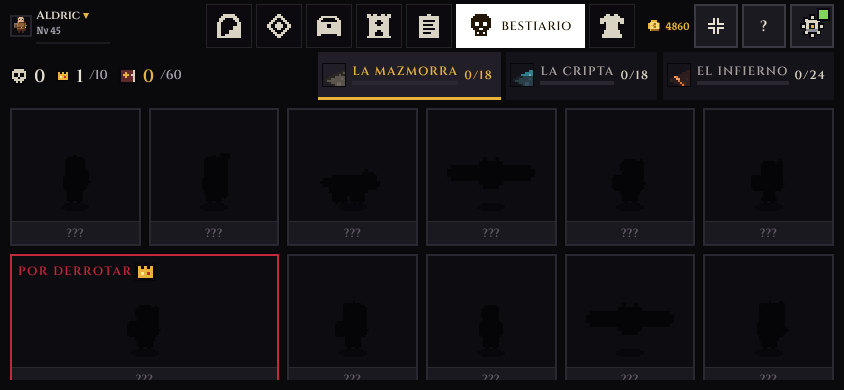 ALDRIC
Nv 45
BESTIARIO
4860
?
0
1 /10
0 /60
LA MAZMORRA 0/18
LA CRIPTA 0/18
EL INFIERNO 0/24
???
???
???
???
???
???
POR DERROTAR
???
???
???
???
???